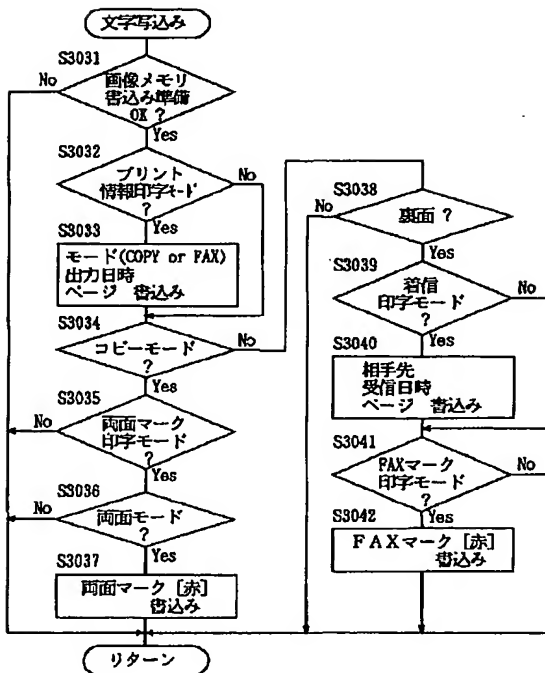 文字写込み
S3031
画像メモリ
書込み準備
OK ?
No
Yes
S3032
プリント
情報印字モード
?
No
Yes
S3033
モード(COPY or FAX)
出力日時
ページ 書込み
S3034
コピーモード
?
No
Yes
S3035
両面マーク
印字モード
?
No
Yes
S3036
両面モード
?
No
Yes
S3037
両面マーク [赤]
書込み
リターン
S3038
裏面 ?
No
Yes
S3039
着信
印字モード
?
No
Yes
S3040
相手先
受信日時
ページ 書込み
S3041
FAXマーク
印字モード
?
No
Yes
S3042
FAXマーク [赤]
書込み